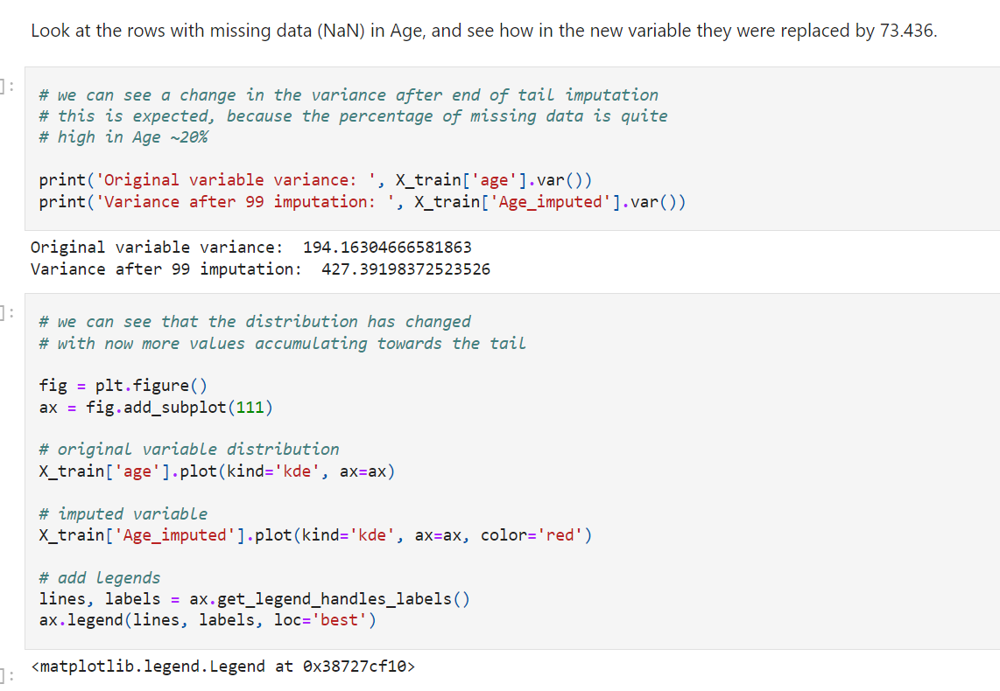 Look at the rows with missing data (NaN) in Age, and see how in the new variable they were replaced by 73.436.
]:
# we can see a change in the variance after end of tail imputation
# this is expected, because the percentage of missing data is quite
# high in Age ~20%
print('Original variable variance: ', X_train['age'].var())
print('Variance after 99 imputation: ', X_train['Age_imputed'].var())
Original variable variance:  194.16304666581863
Variance after 99 imputation:  427.39198372523526
]:
# we can see that the distribution has changed
# with now more values accumulating towards the tail
fig = plt.figure()
ax = fig.add_subplot(111)
# original variable distribution
X_train['age'].plot(kind='kde', ax=ax)
# imputed variable
X_train['Age_imputed'].plot(kind='kde', ax=ax, color='red')
# add legends
lines, labels = ax.get_legend_handles_labels()
ax.legend(lines, labels, loc='best')
]:
<matplotlib.legend.Legend at 0x38727cf10>